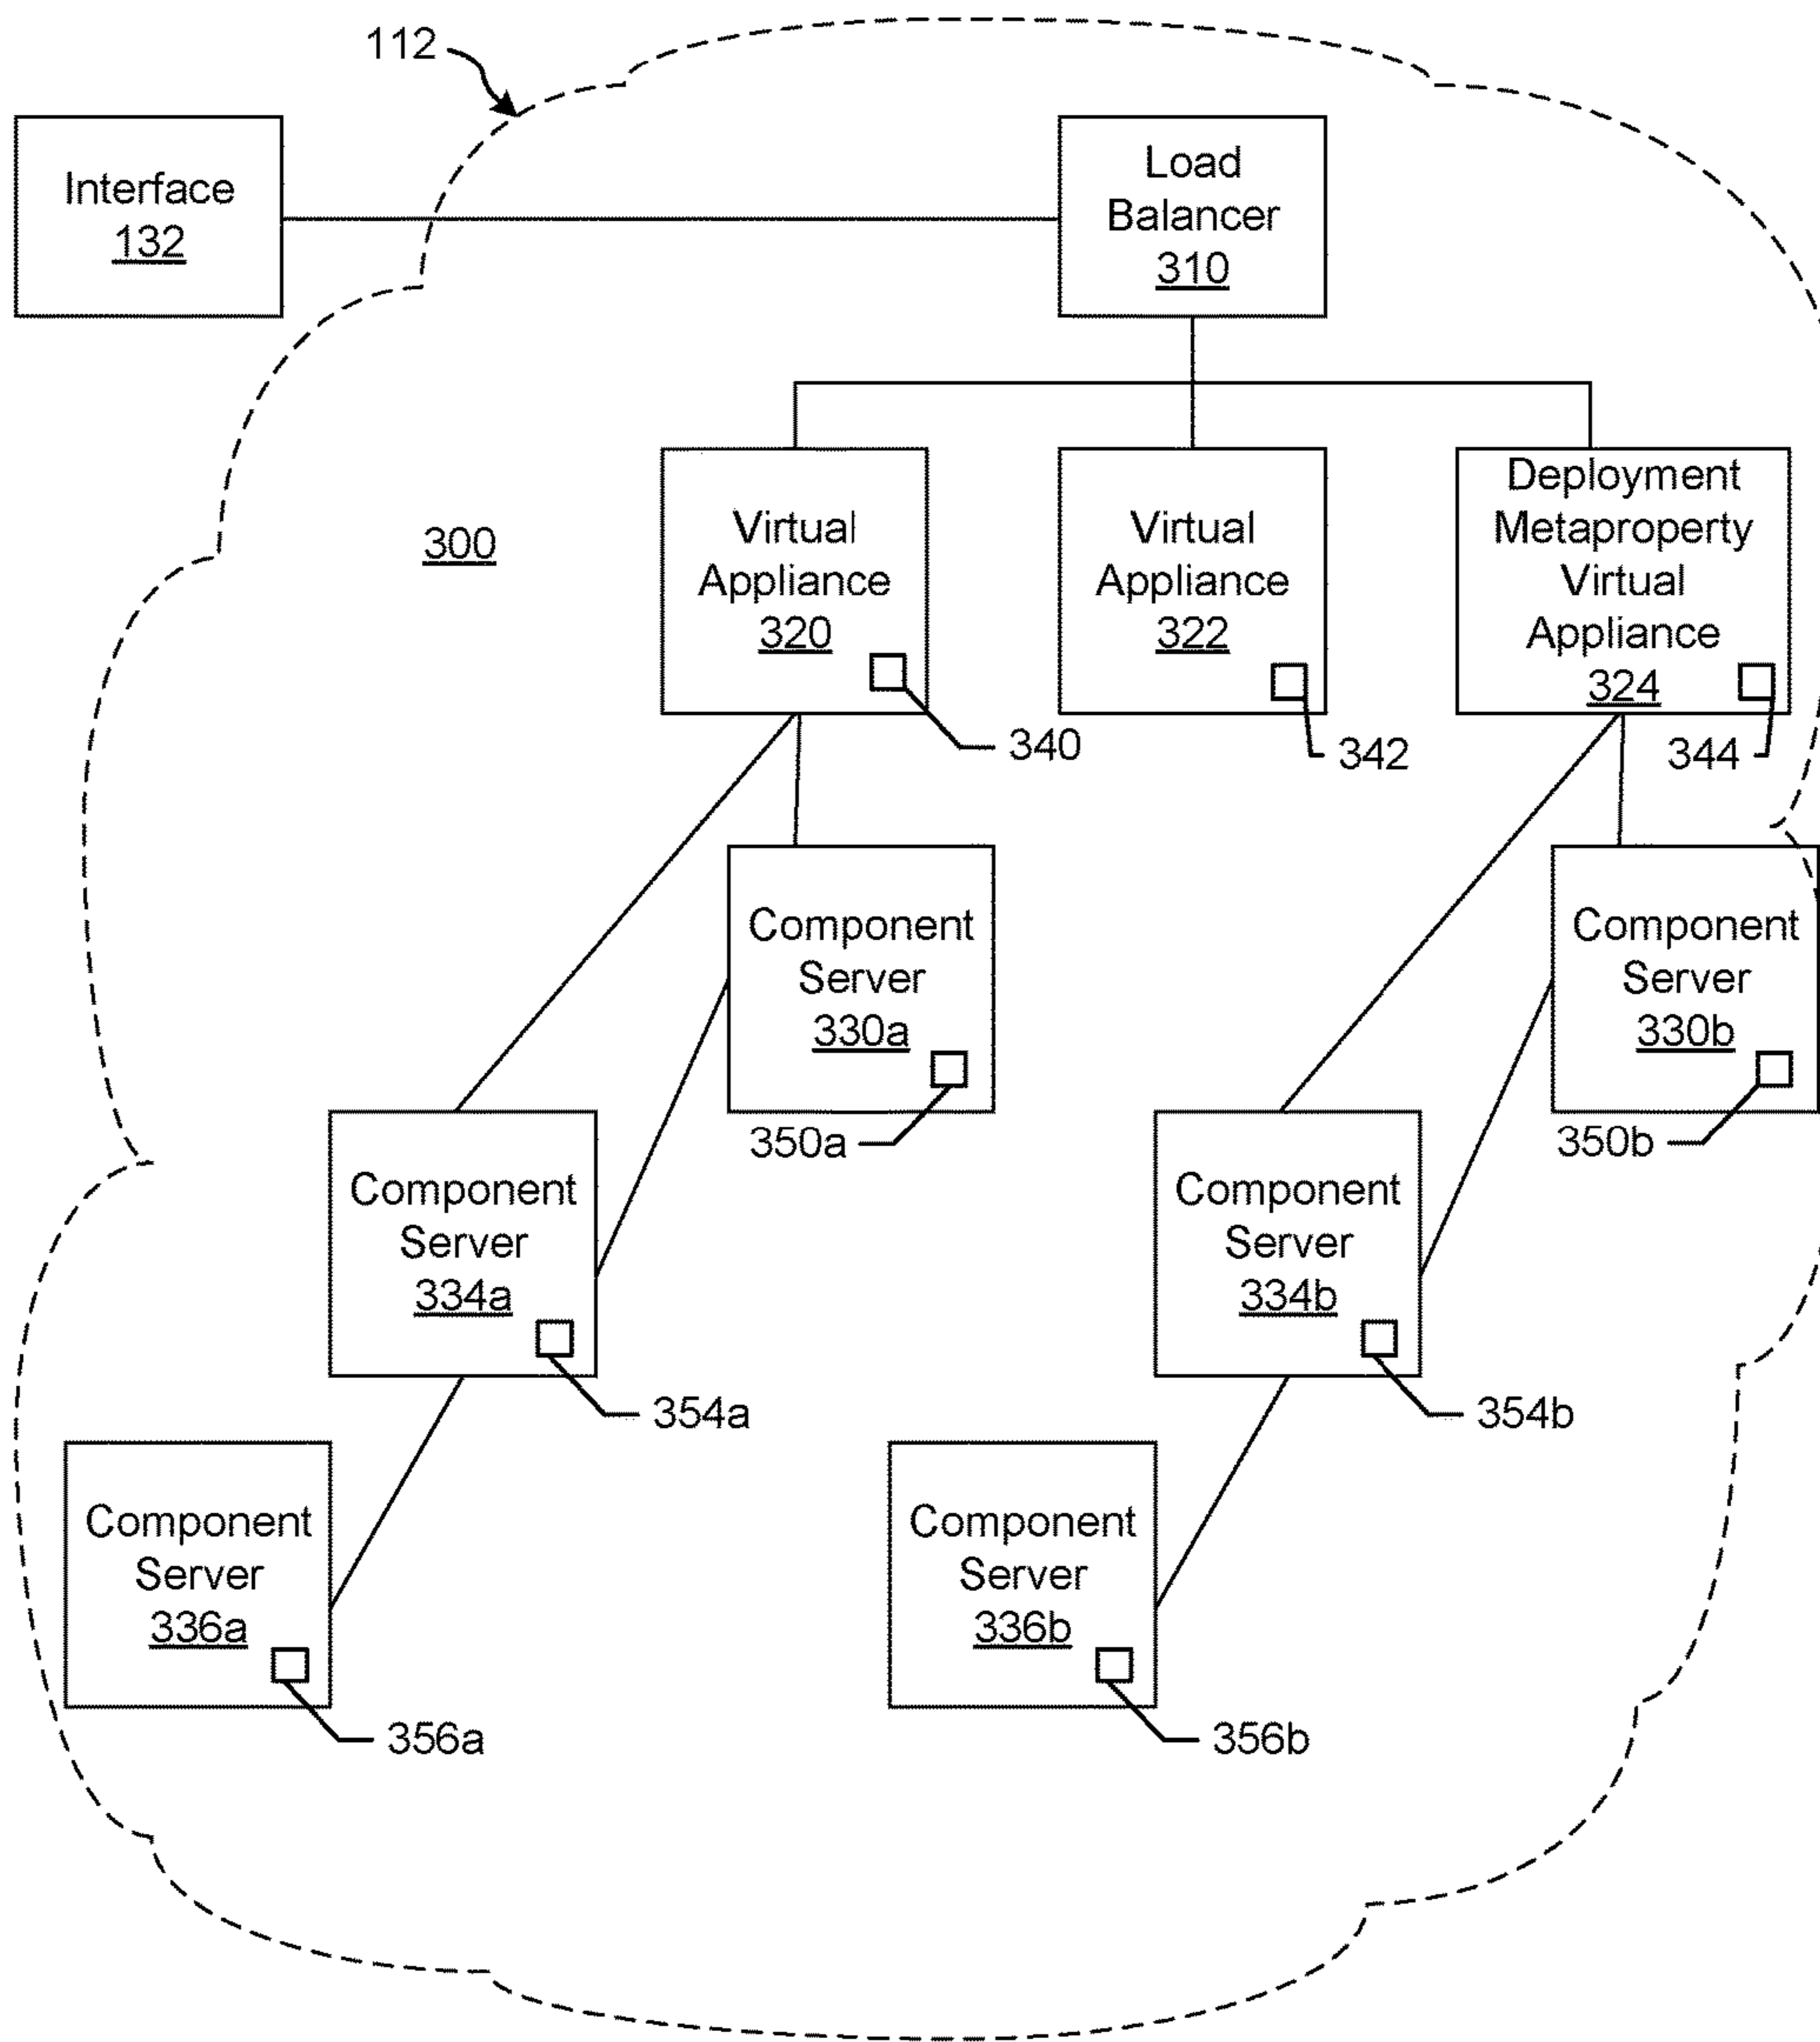 112
Interface
132
Load
Balancer
310
300
Virtual
Appliance
320
Virtual
Appliance
322
Deployment
Metaproperty
Virtual
Appliance
324
340
342
344
Component
Server
330a
Component
Server
330b
350a
350b
Component
Server
334a
Component
Server
334b
354a
354b
Component
Server
336a
Component
Server
336b
356a
356b